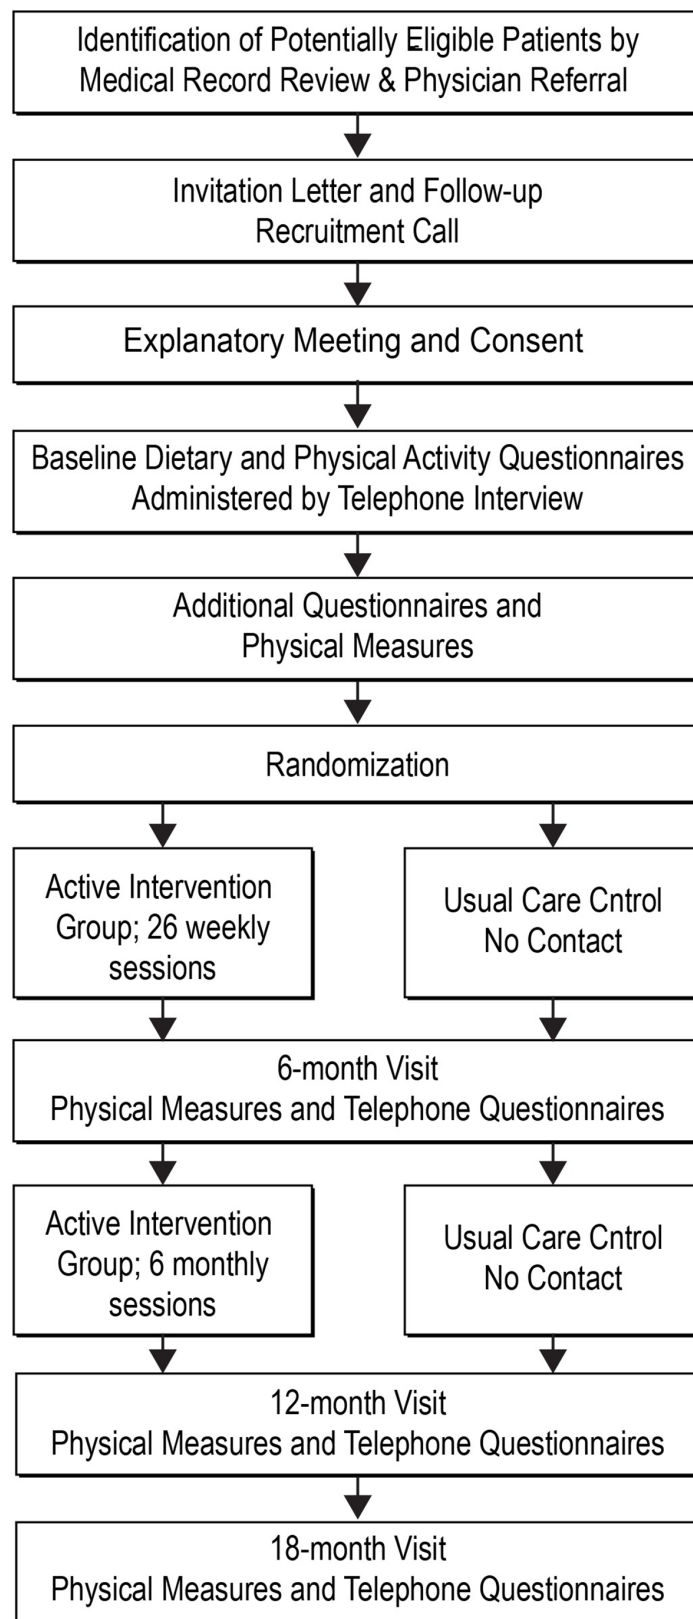 Identification of Potentially Eligible Patients by
Medical Record Review & Physician Referral
Invitation Letter and Follow-up
Recruitment Call
Explanatory Meeting and Consent
Baseline Dietary and Physical Activity Questionnaires
Administered by Telephone Interview
Additional Questionnaires and
Physical Measures
Randomization
Active Intervention
Group; 26 weekly
sessions
Usual Care Cntrol
No Contact
6-month Visit
Physical Measures and Telephone Questionnaires
Active Intervention
Group; 6 monthly
sessions
Usual Care Cntrol
No Contact
12-month Visit
Physical Measures and Telephone Questionnaires
18-month Visit
Physical Measures and Telephone Questionnaires